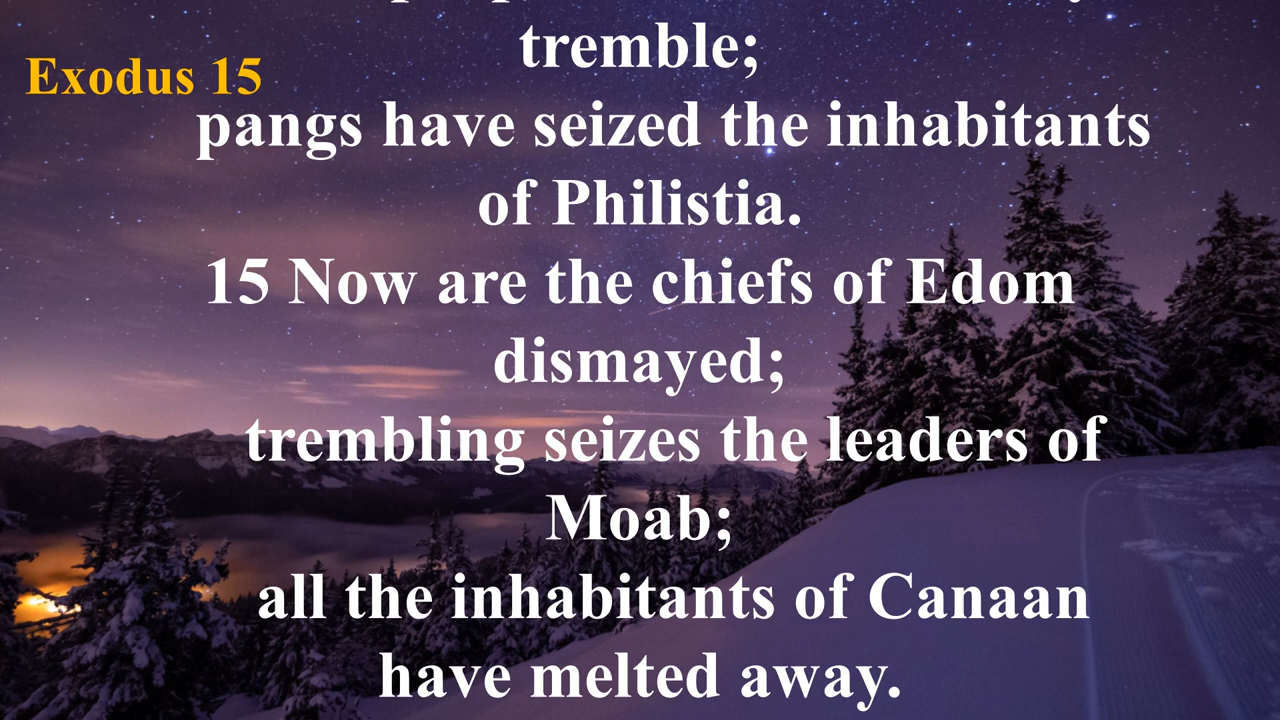 tremble;
Exodus 15
pangs have seized the inhabitants
of Philistia.
15 Now are the chiefs of Edom
dismayed;
trembling seizes the leaders of
Moab;
all the inhabitants of Canaan
have melted away.